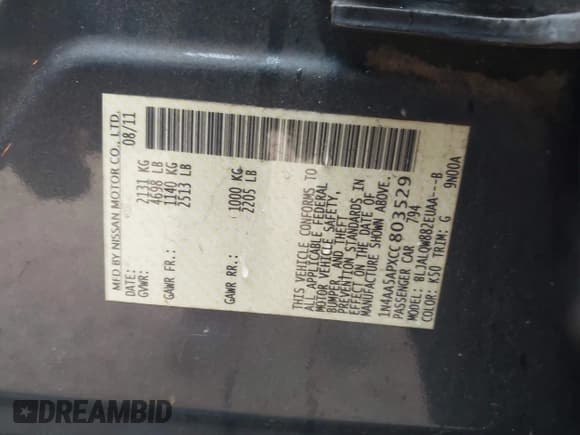 MFD BY NISSAN MOTOR CO., LTD.
DATE: 08/11
GVWR: 2131 KG
4698 LB
GAWR FR.: 1140 KG
2513 LB
GAWR RR.: 1000 KG
2205 LB
THIS VEHICLE CONFORMS TO
ALL APPLICABLE FEDERAL
MOTOR VEHICLE SAFETY,
BUMPER AND THEFT
PREVENTION STANDARDS IN
EFFECT ON THE DATE OF
MANUFACTURE SHOWN ABOVE.
1N4AA5APXCC803529
PASSENGER CAR 794
MODEL: BLJALQW882EUAA---B
COLOR: K50 TRIM: G 9N00A
DREAMBID